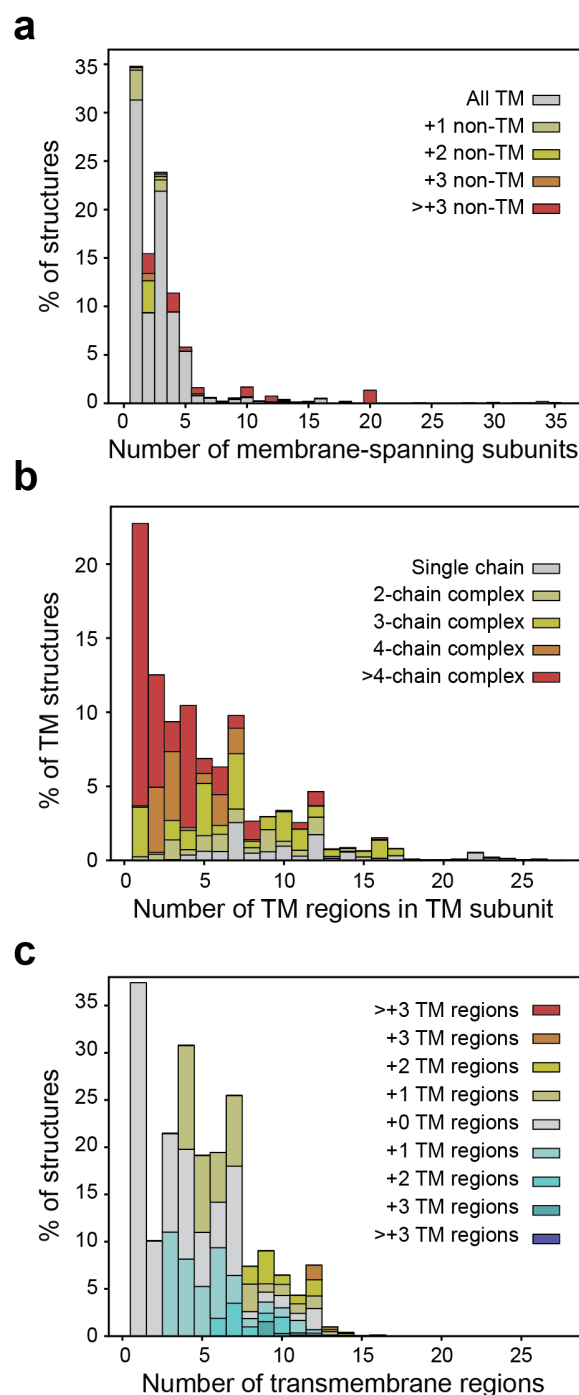 a
35
30
25
20
15
10
5
0
% of structures
All TM
+1 non-TM
+2 non-TM
+3 non-TM
>+3 non-TM
0 5 10 15 20 25 30 35
Number of membrane-spanning subunits
b
20
15
10
5
0
% of TM structures
Single chain
2-chain complex
3-chain complex
4-chain complex
>4-chain complex
0 5 10 15 20 25
Number of TM regions in TM subunit
c
35
30
25
20
15
10
5
0
% of structures
>+3 TM regions
+3 TM regions
+2 TM regions
+1 TM regions
+0 TM regions
+1 TM regions
+2 TM regions
+3 TM regions
>+3 TM regions
0 5 10 15 20 25
Number of transmembrane regions